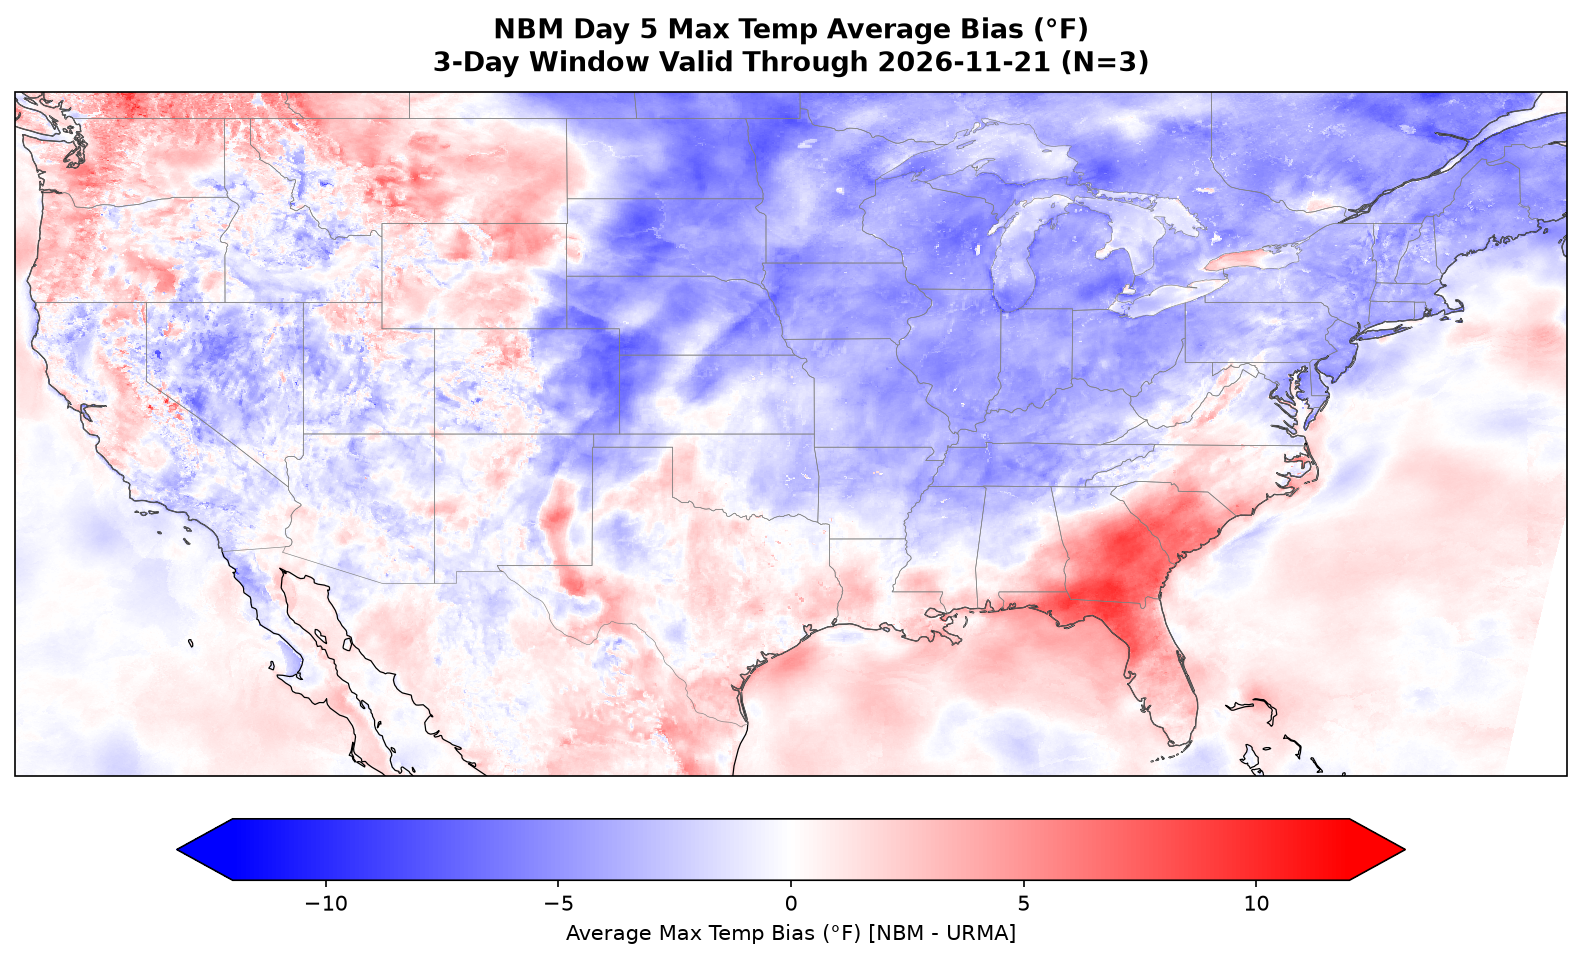 NBM Day 5 Max Temp Average Bias (°F)
3-Day Window Valid Through 2026-11-21 (N=3)
−10 −5 0 5 10
Average Max Temp Bias (°F) [NBM - URMA]